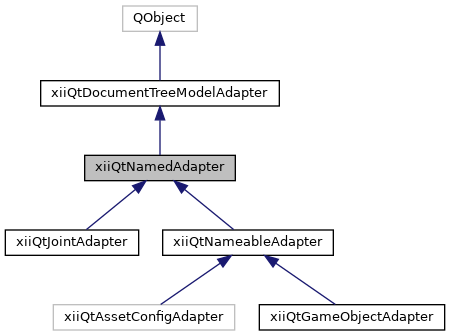 QObject
xiiQtDocumentTreeModelAdapter
xiiQtNamedAdapter
xiiQtJointAdapter
xiiQtNameableAdapter
xiiQtAssetConfigAdapter
xiiQtGameObjectAdapter